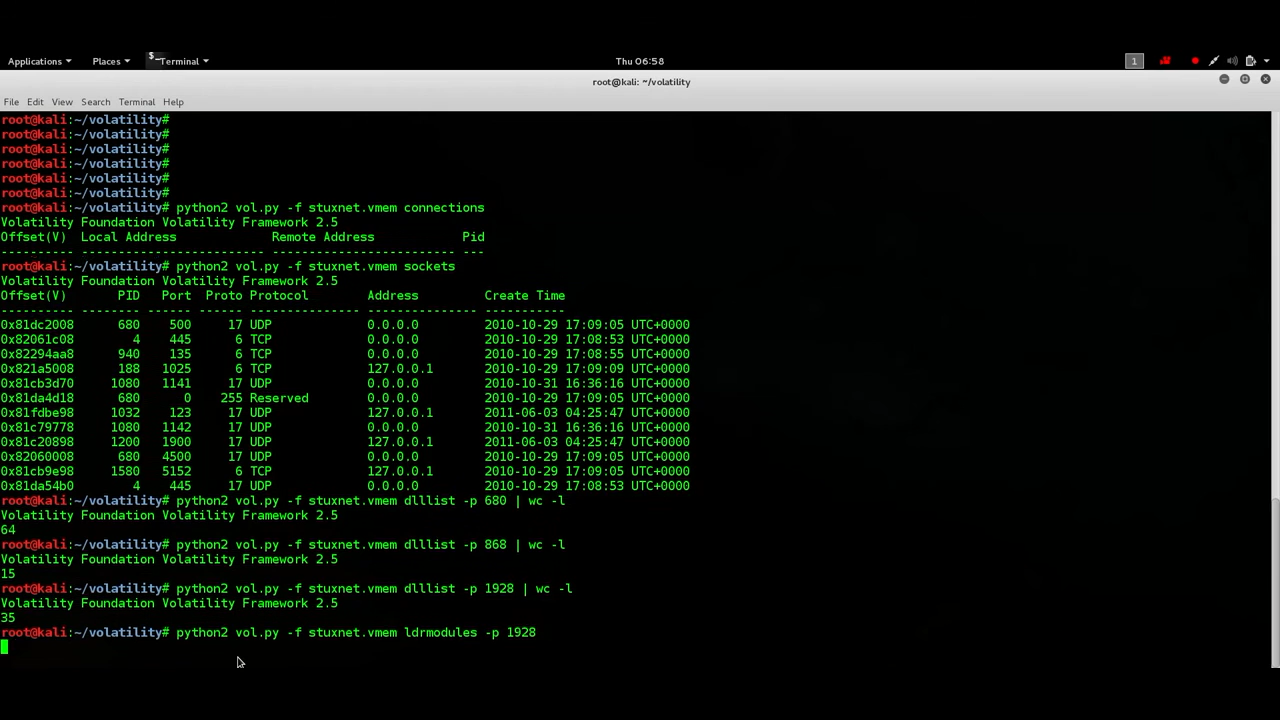 Applications Places Terminal Thu 06:58 1
root@kali: ~/volatility
File Edit View Search Terminal Help
root@kali:~/volatility#
root@kali:~/volatility#
root@kali:~/volatility#
root@kali:~/volatility#
root@kali:~/volatility#
root@kali:~/volatility#
root@kali:~/volatility# python2 vol.py -f stuxnet.vmem connections
Volatility Foundation Volatility Framework 2.5
Offset(V) Local Address Remote Address Pid
---------- ------------------------- ------------------------- ---
root@kali:~/volatility# python2 vol.py -f stuxnet.vmem sockets
Volatility Foundation Volatility Framework 2.5
Offset(V) PID Port Proto Protocol Address Create Time
---------- -------- ------ ------ --------------- --------------- -----------
0x81dc2008 680 500 17 UDP 0.0.0.0 2010-10-29 17:09:05 UTC+0000
0x82061c08 4 445 6 TCP 0.0.0.0 2010-10-29 17:08:53 UTC+0000
0x82294aa8 940 135 6 TCP 0.0.0.0 2010-10-29 17:08:55 UTC+0000
0x821a5008 188 1025 6 TCP 127.0.0.1 2010-10-29 17:09:09 UTC+0000
0x81cb3d70 1080 1141 17 UDP 0.0.0.0 2010-10-31 16:36:16 UTC+0000
0x81da4d18 680 0 255 Reserved 0.0.0.0 2010-10-29 17:09:05 UTC+0000
0x81fdbe98 1032 123 17 UDP 127.0.0.1 2011-06-03 04:25:47 UTC+0000
0x81c79778 1080 1142 17 UDP 0.0.0.0 2010-10-31 16:36:16 UTC+0000
0x81c20898 1200 1900 17 UDP 127.0.0.1 2011-06-03 04:25:47 UTC+0000
0x82060008 680 4500 17 UDP 0.0.0.0 2010-10-29 17:09:05 UTC+0000
0x81cb9e98 1580 5152 6 TCP 127.0.0.1 2010-10-29 17:09:05 UTC+0000
0x81da54b0 4 445 17 UDP 0.0.0.0 2010-10-29 17:08:53 UTC+0000
root@kali:~/volatility# python2 vol.py -f stuxnet.vmem dlllist -p 680 | wc -l
Volatility Foundation Volatility Framework 2.5
64
root@kali:~/volatility# python2 vol.py -f stuxnet.vmem dlllist -p 868 | wc -l
Volatility Foundation Volatility Framework 2.5
15
root@kali:~/volatility# python2 vol.py -f stuxnet.vmem dlllist -p 1928 | wc -l
Volatility Foundation Volatility Framework 2.5
35
root@kali:~/volatility# python2 vol.py -f stuxnet.vmem ldrmodules -p 1928